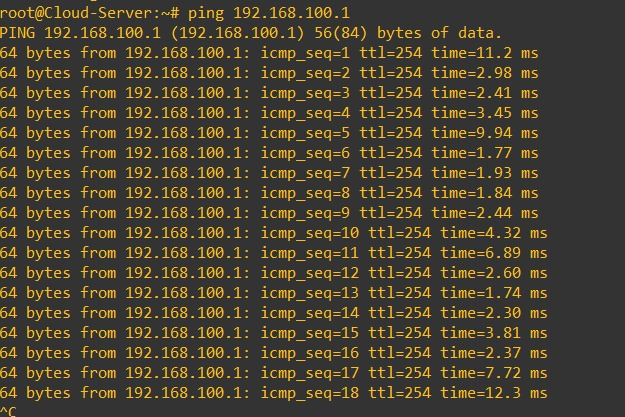 root@Cloud-Server:~# ping 192.168.100.1
PING 192.168.100.1 (192.168.100.1) 56(84) bytes of data.
64 bytes from 192.168.100.1: icmp_seq=1 ttl=254 time=11.2 ms
64 bytes from 192.168.100.1: icmp_seq=2 ttl=254 time=2.98 ms
64 bytes from 192.168.100.1: icmp_seq=3 ttl=254 time=2.41 ms
64 bytes from 192.168.100.1: icmp_seq=4 ttl=254 time=3.45 ms
64 bytes from 192.168.100.1: icmp_seq=5 ttl=254 time=9.94 ms
64 bytes from 192.168.100.1: icmp_seq=6 ttl=254 time=1.77 ms
64 bytes from 192.168.100.1: icmp_seq=7 ttl=254 time=1.93 ms
64 bytes from 192.168.100.1: icmp_seq=8 ttl=254 time=1.84 ms
64 bytes from 192.168.100.1: icmp_seq=9 ttl=254 time=2.44 ms
64 bytes from 192.168.100.1: icmp_seq=10 ttl=254 time=4.32 ms
64 bytes from 192.168.100.1: icmp_seq=11 ttl=254 time=6.89 ms
64 bytes from 192.168.100.1: icmp_seq=12 ttl=254 time=2.60 ms
64 bytes from 192.168.100.1: icmp_seq=13 ttl=254 time=1.74 ms
64 bytes from 192.168.100.1: icmp_seq=14 ttl=254 time=2.30 ms
64 bytes from 192.168.100.1: icmp_seq=15 ttl=254 time=3.81 ms
64 bytes from 192.168.100.1: icmp_seq=16 ttl=254 time=2.37 ms
64 bytes from 192.168.100.1: icmp_seq=17 ttl=254 time=7.72 ms
64 bytes from 192.168.100.1: icmp_seq=18 ttl=254 time=12.3 ms
^C